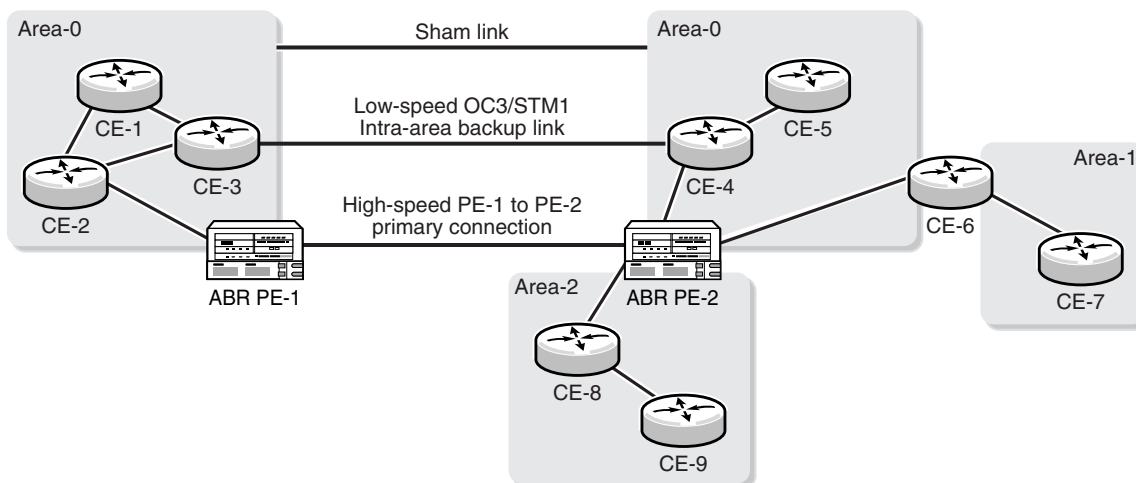 Area-0
Sham link
Area-0
Low-speed OC3/STM1
Intra-area backup link
CE-1
CE-5
Area-1
CE-3
CE-4
CE-2
High-speed PE-1 to PE-2
primary connection
CE-6
ABR PE-1
Area-2
ABR PE-2
CE-7
CE-8
CE-9